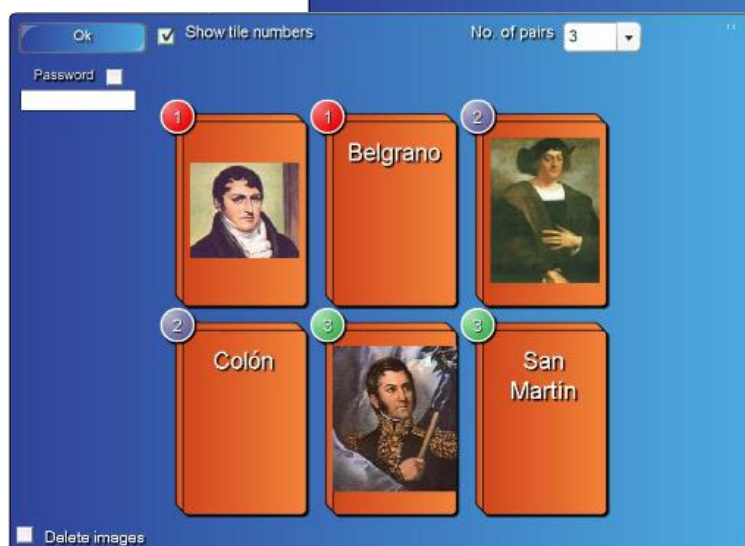 Ok
Show tile numbers
No. of pairs 3
Password
1
1
Belgrano
2
2
Colón
3
3
San
Martín
Delete images